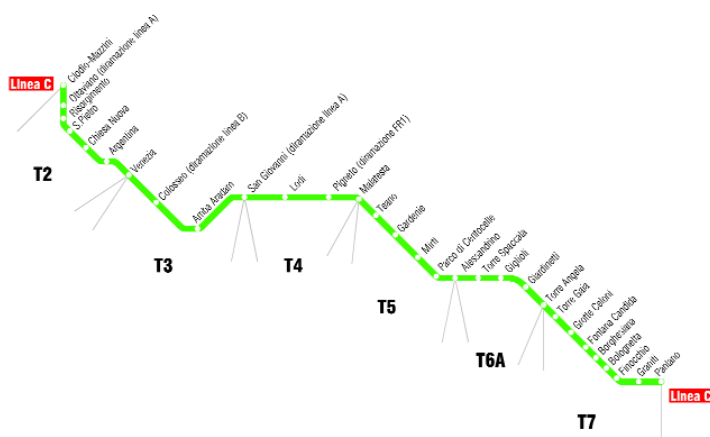 Linea C
Clodio-Mazzini
Ottaviano (diramazione linea A)
Risorgimento
S.Pietro
Chiesa Nuova
Argentina
Venezia
Colosseo (diramazione linea B)
Amba Aradam
San Giovanni (diramazione linea A)
Lodi
Pigneto (diramazione FR1)
Malatesta
Teano
Gardenie
Mirti
Parco di Centocelle
Alessandrino
Torre Spaccata
Giglioli
Giardinetti
Torre Angela
Torre Gaia
Grotte Celoni
Fontana Candida
Borghesiana
Bolognetta
Finocchio
Graniti
Pantano
Linea C
T2
T3
T4
T5
T6A
T7